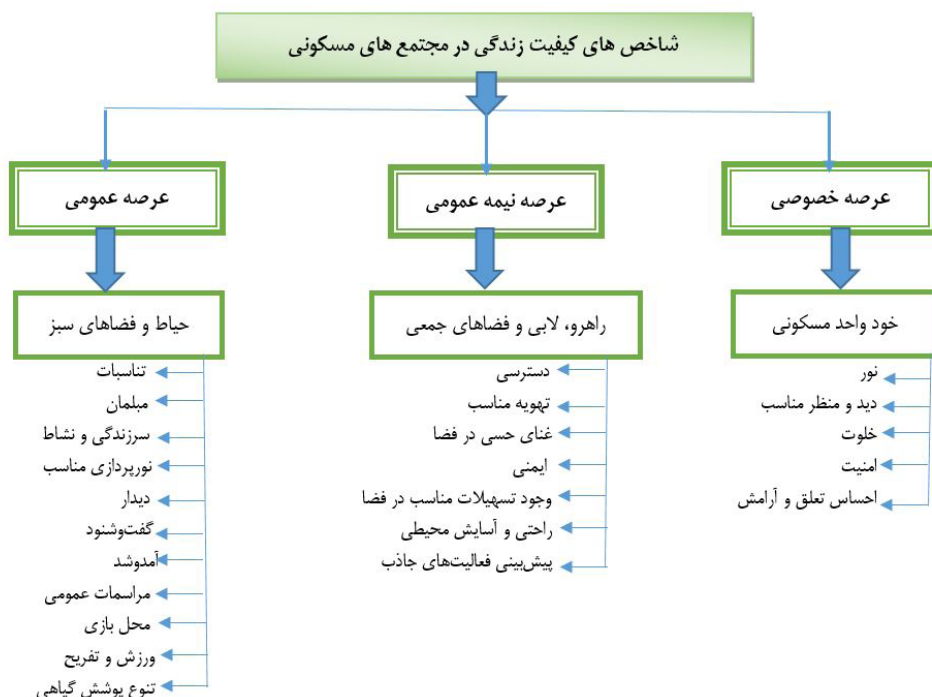 شاخص های کیفیت زندگی در مجتمع های مسکونی
عرصه خصوصی
خود واحد مسکونی
نور
دید و منظر مناسب
خلوت
امنیت
احساس تعلق و آرامش
عرصه نیمه عمومی
راهرو، لابی و فضاهای جمعی
دسترسی
تهویه مناسب
غنای حسی در فضا
ایمنی
وجود تسهیلات مناسب در فضا
راحتی و آسایش محیطی
پیش‌بینی فعالیت‌های جاذب
عرصه عمومی
حیاط و فضاهای سبز
تناسبات
مبلمان
سرزندگی و نشاط
نورپردازی مناسب
دیدار
گفت‌وشنود
آمدوشد
مراسمات عمومی
محل بازی
ورزش و تفریح
تنوع پوشش گیاهی